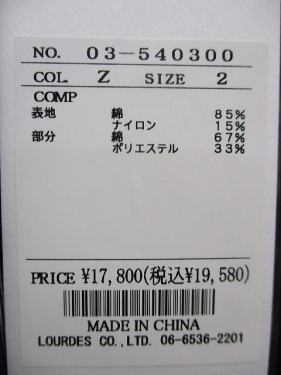 NO. 03-540300
COL. Z SIZE 2
COMP
表地 綿 85%
ナイロン 15%
部分 綿 67%
ポリエステル 33%
PRICE ¥17,800(税込¥19,580)
MADE IN CHINA
LOURDES CO.,LTD. 06-6536-2201